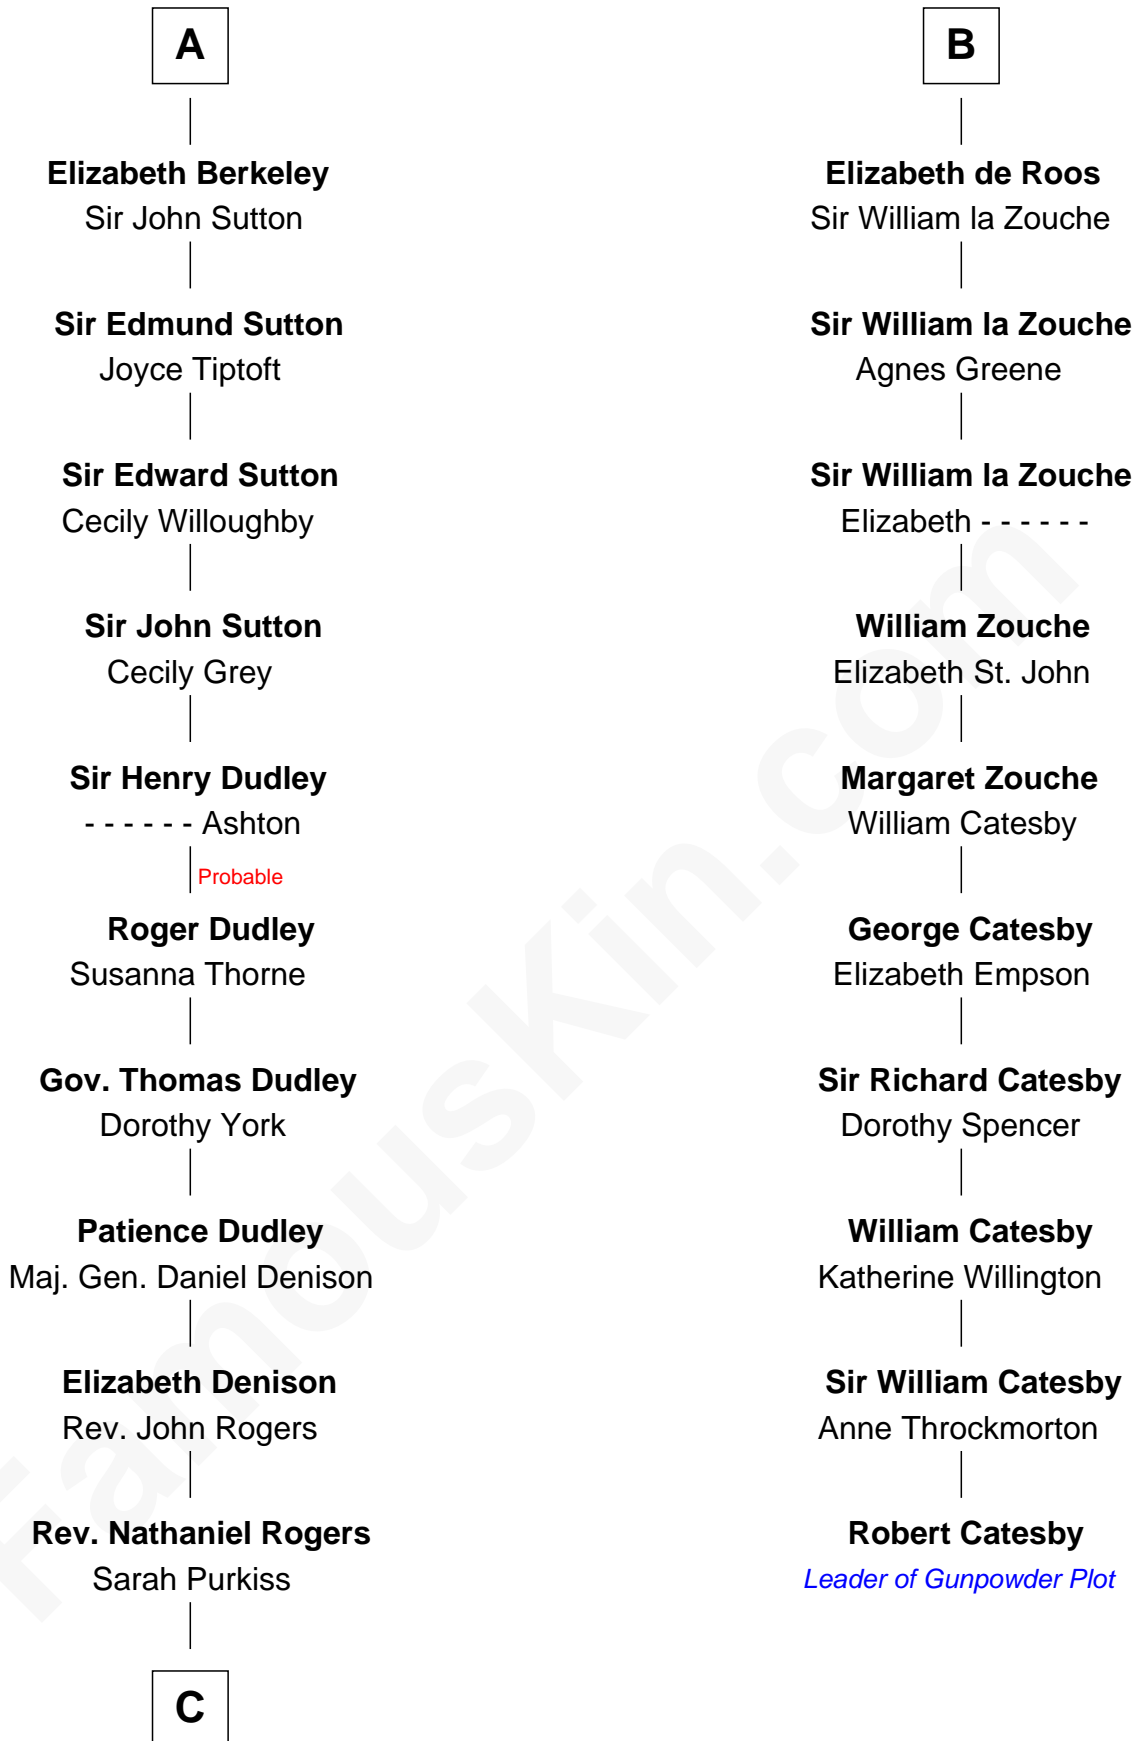 A
Elizabeth Berkeley
Sir John Sutton
Sir Edmund Sutton
Joyce Tiptoft
Sir Edward Sutton
Cecily Willoughby
Sir John Sutton
Cecily Grey
Sir Henry Dudley
- - - - - - Ashton
Probable
Roger Dudley
Susanna Thorne
Gov. Thomas Dudley
Dorothy York
Patience Dudley
Maj. Gen. Daniel Denison
Elizabeth Denison
Rev. John Rogers
Rev. Nathaniel Rogers
Sarah Purkiss
C
B
Elizabeth de Roos
Sir William la Zouche
Sir William la Zouche
Agnes Greene
Sir William la Zouche
Elizabeth - - - - - -
William Zouche
Elizabeth St. John
Margaret Zouche
William Catesby
George Catesby
Elizabeth Empson
Sir Richard Catesby
Dorothy Spencer
William Catesby
Katherine Willington
Sir William Catesby
Anne Throckmorton
Robert Catesby
Leader of Gunpowder Plot
FamousKin.com